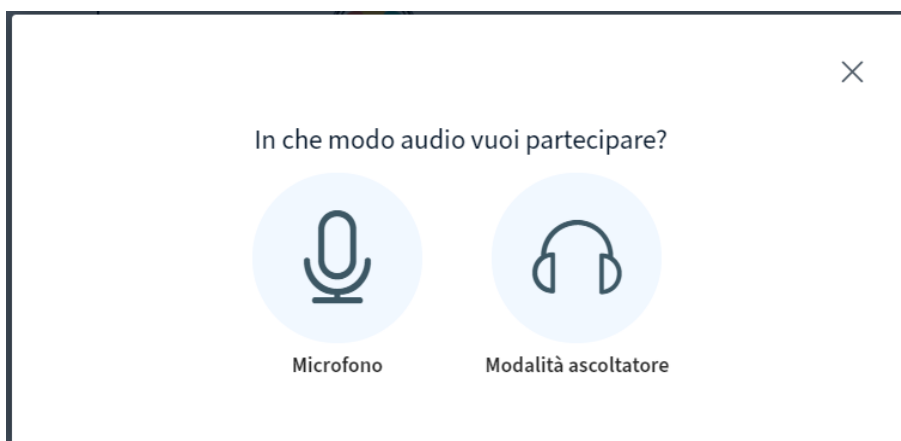 In che modo audio vuoi partecipare?
Microfono
Modalità ascoltatore